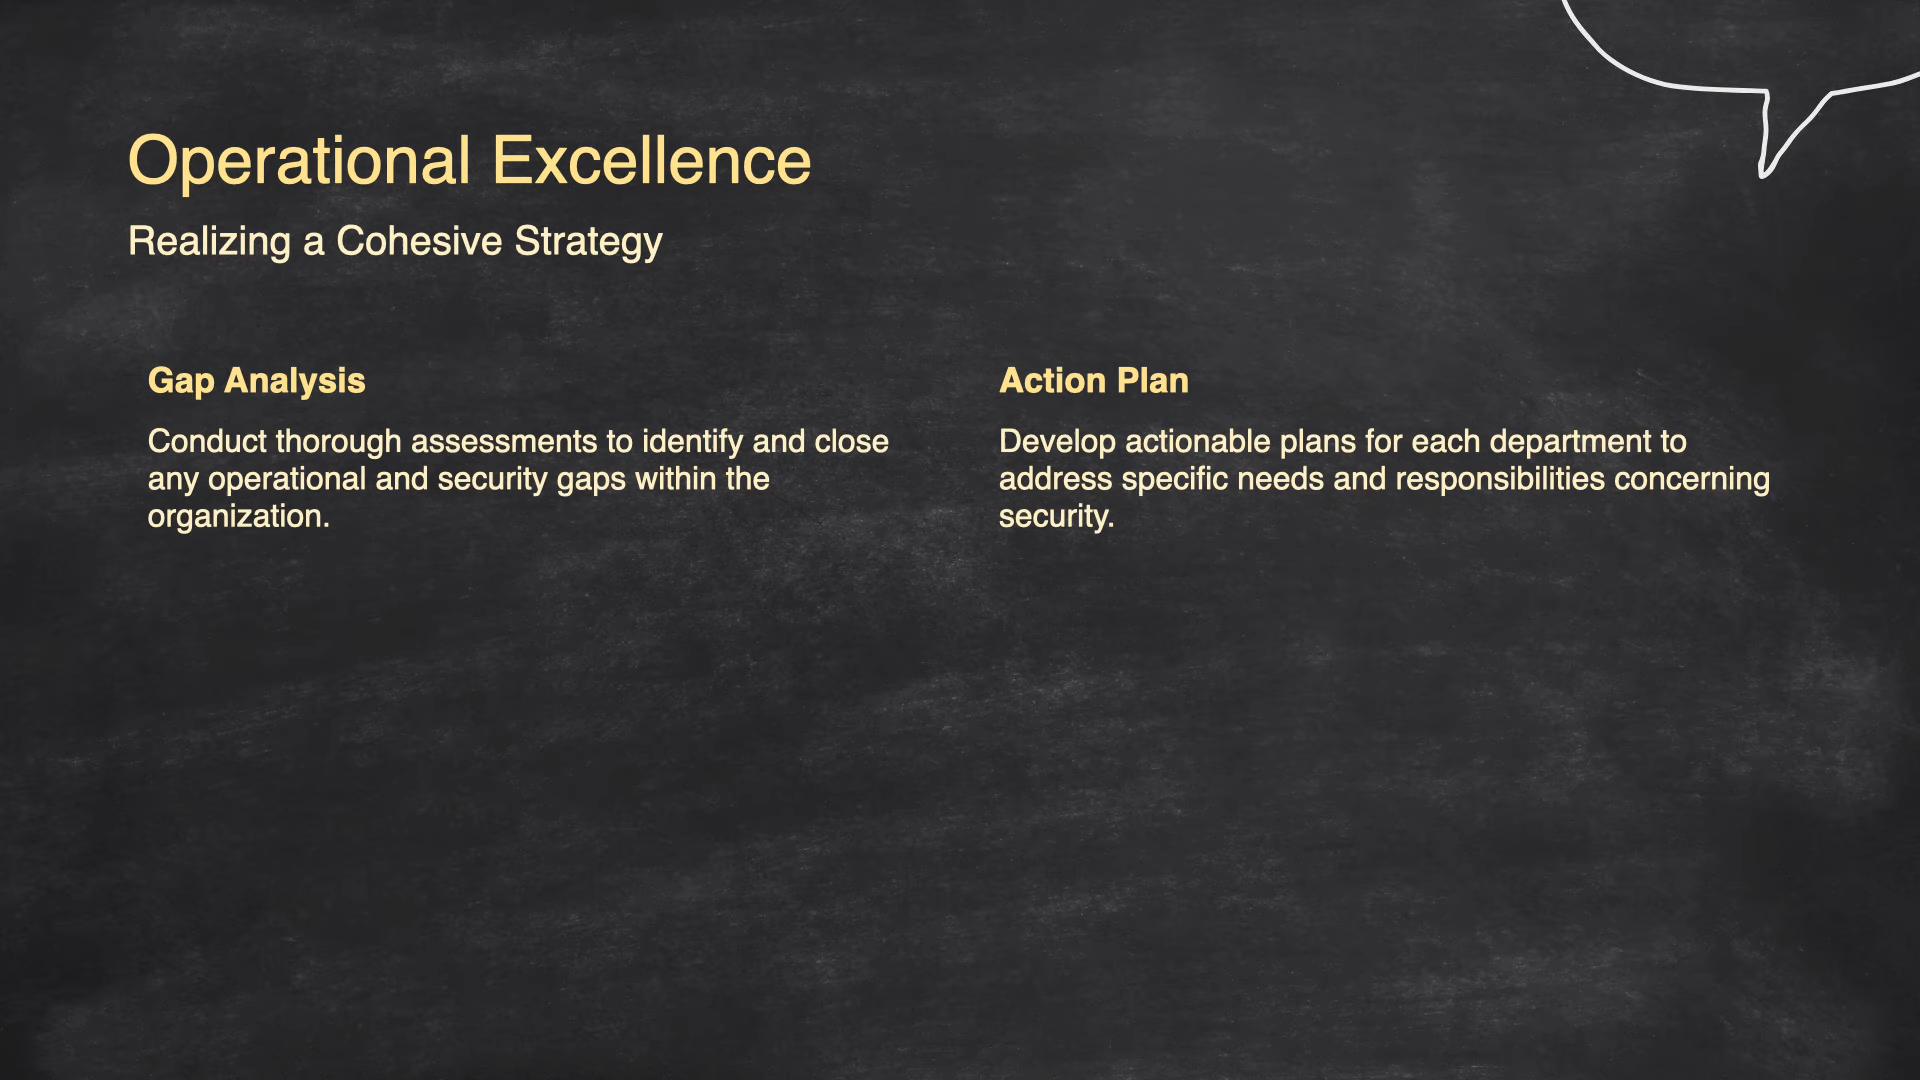 Operational Excellence
Realizing a Cohesive Strategy
Gap Analysis
Conduct thorough assessments to identify and close
any operational and security gaps within the
organization.
Action Plan
Develop actionable plans for each department to
address specific needs and responsibilities concerning
security.